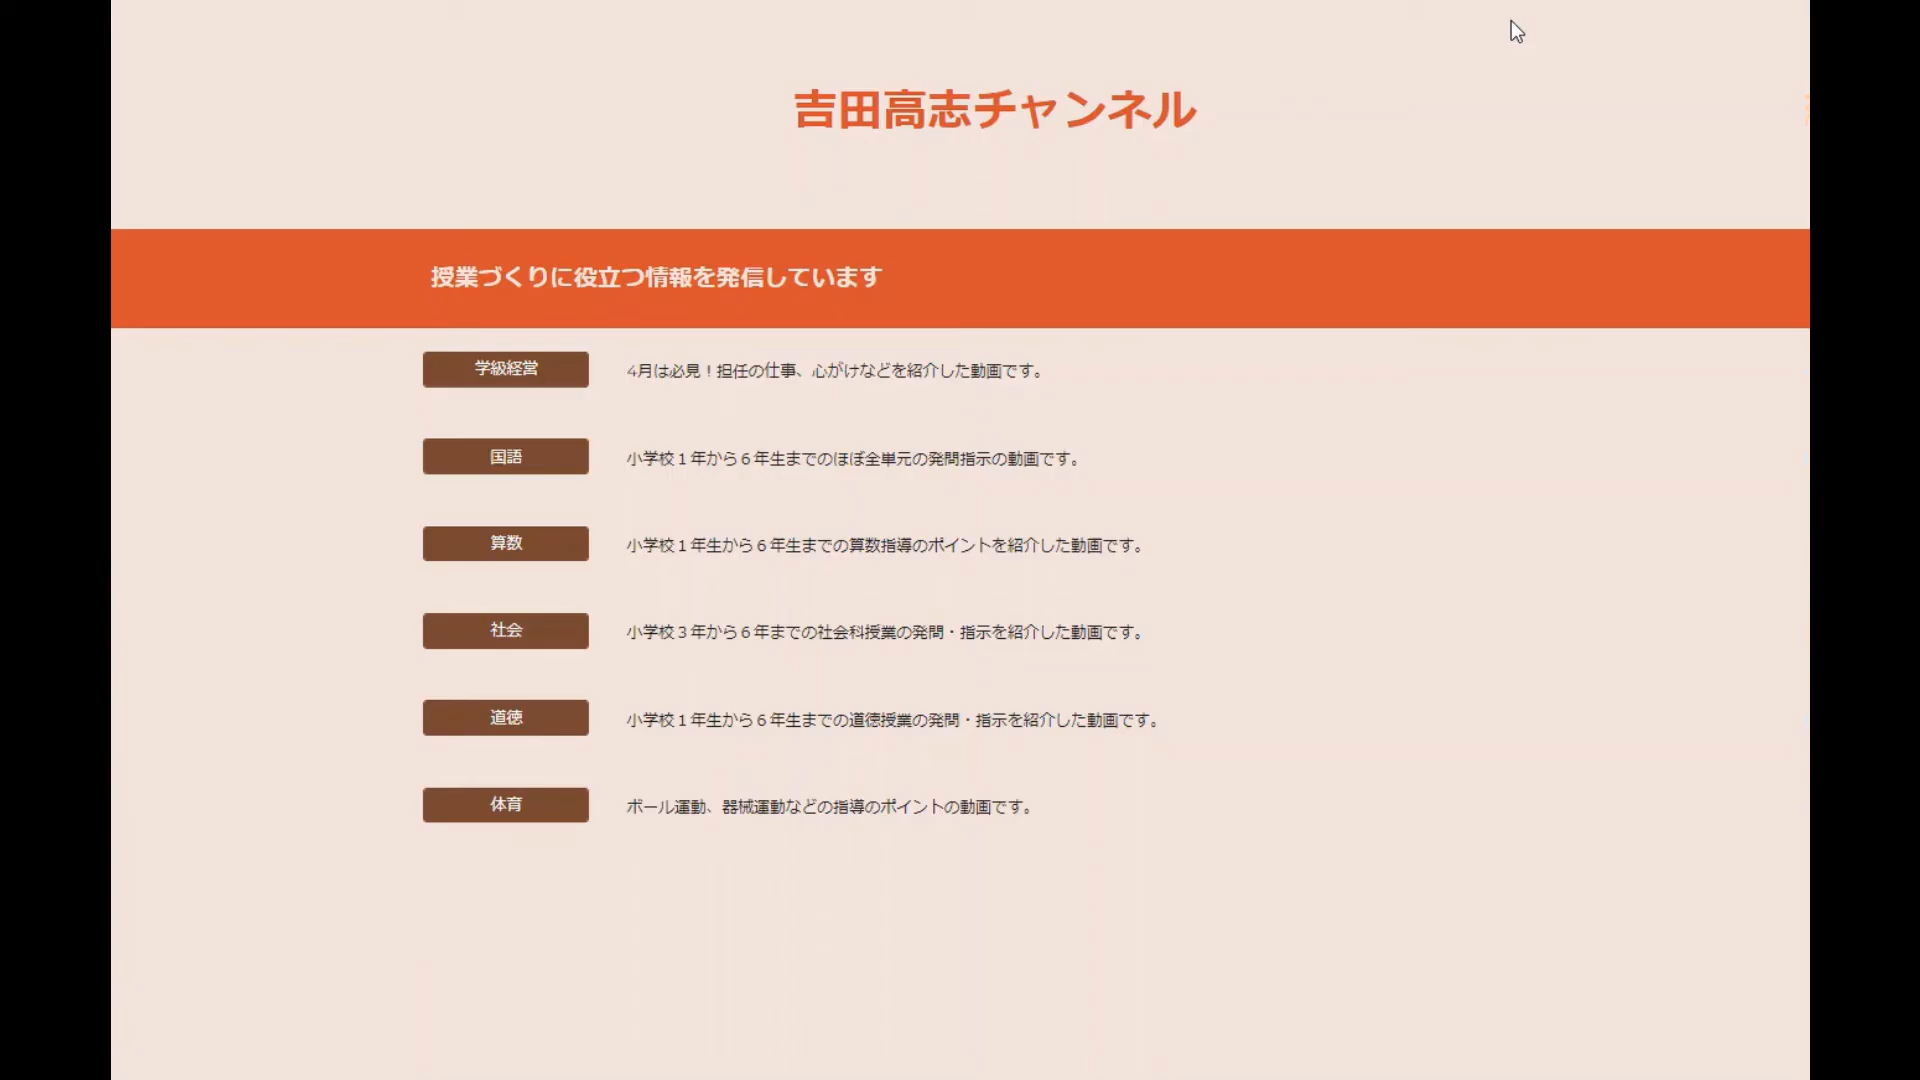 吉田高志チャンネル
授業づくりに役立つ情報を発信しています
学級経営
4月は必見！担任の仕事、心がけなどを紹介した動画です。
国語
小学校１年から６年生までのほぼ全単元の発問指示の動画です。
算数
小学校１年生から６年生までの算数指導のポイントを紹介した動画です。
社会
小学校３年から６年までの社会科授業の発問・指示を紹介した動画です。
道徳
小学校１年生から６年生までの道徳授業の発問・指示を紹介した動画です。
体育
ボール運動、器械運動などの指導のポイントの動画です。